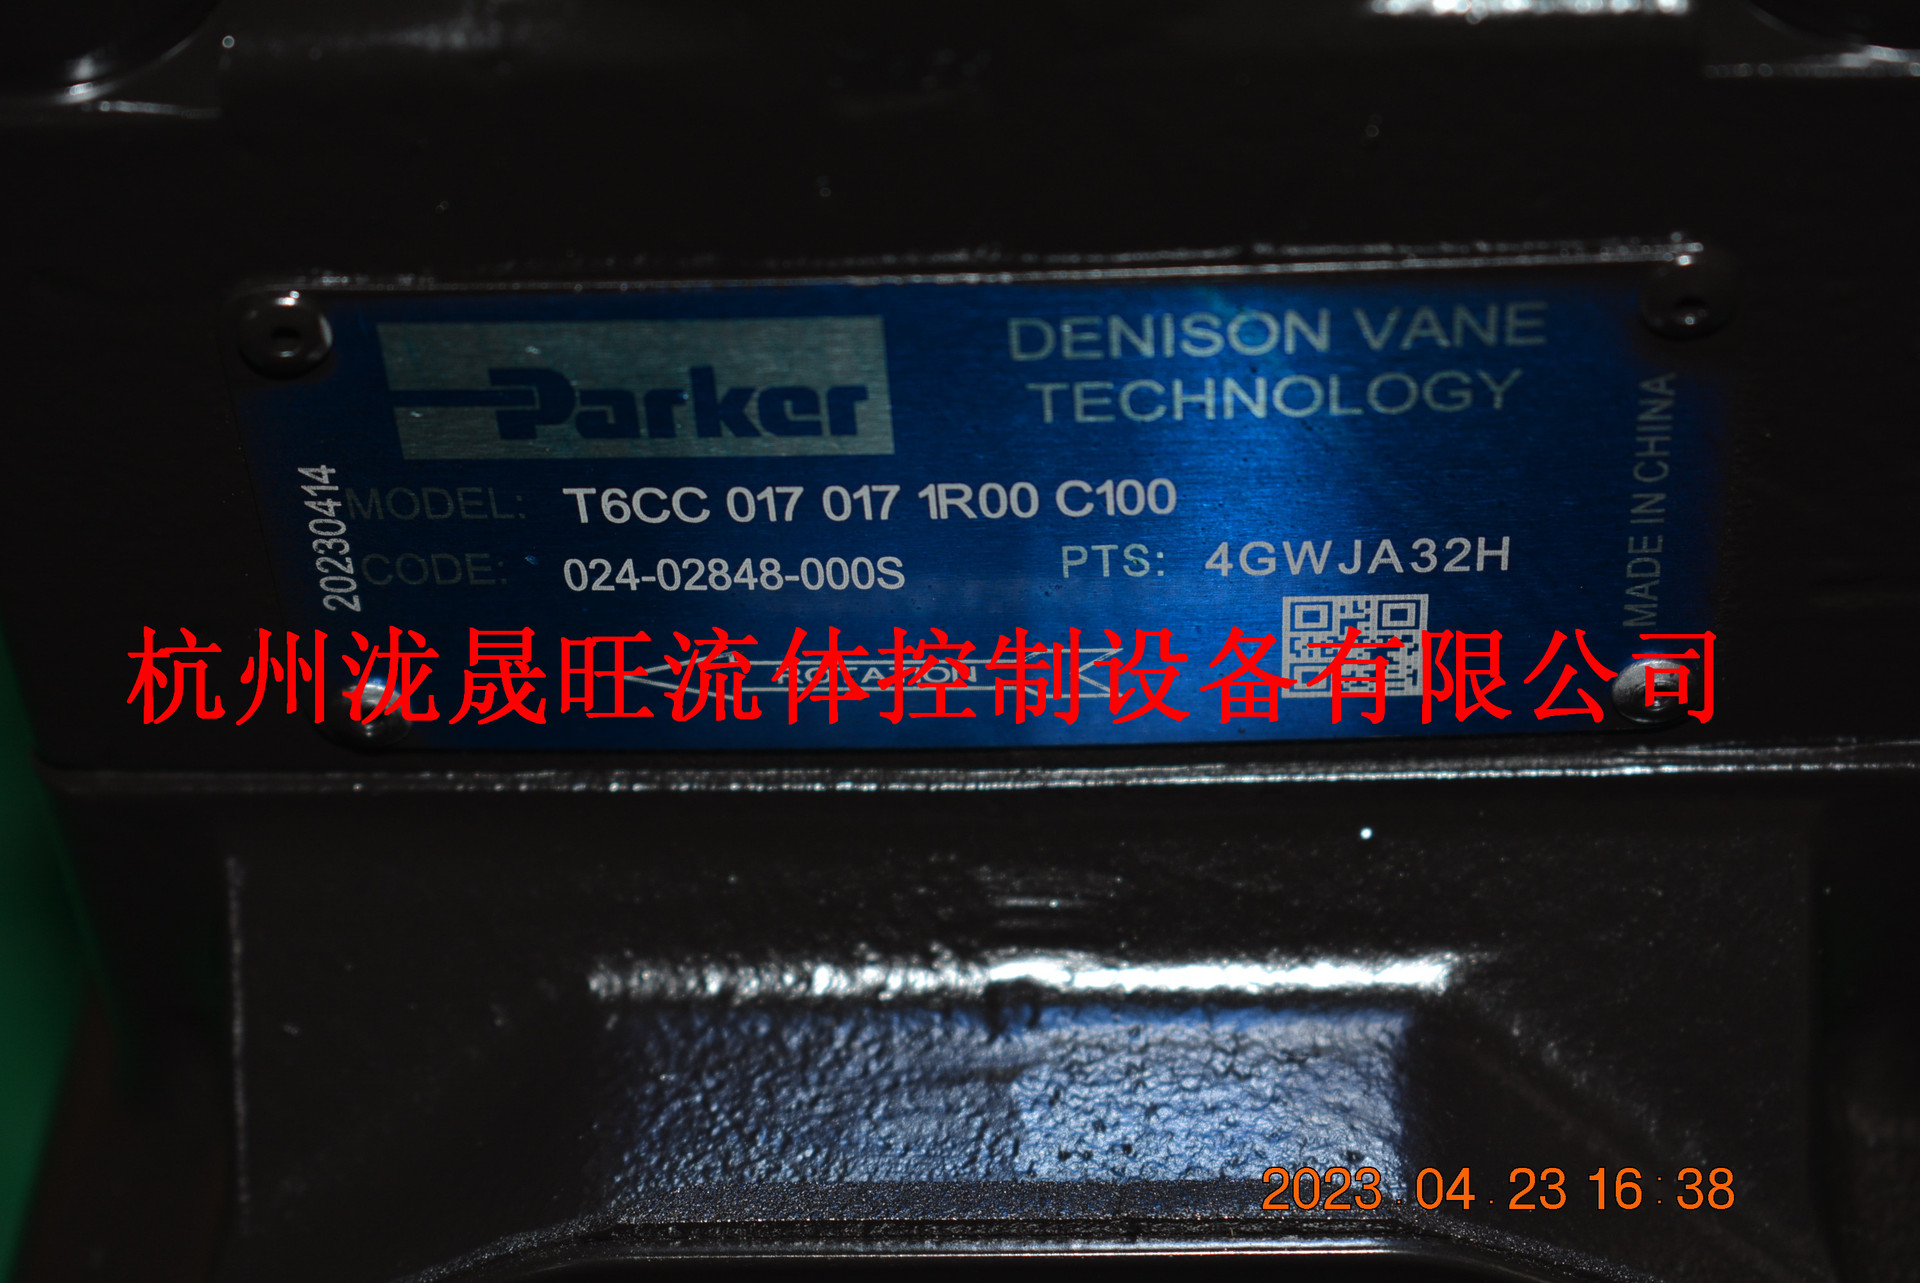 Parker
DENISON VANE
TECHNOLOGY
MODEL: T6CC 017 017 1R00 C100
CODE: 024-02848-000S
PTS: 4GWJA32H
20230414
MADE IN CHINA
ROTATION
杭州泷晟旺流体控制设备有限公司
2023.04.23 16:38